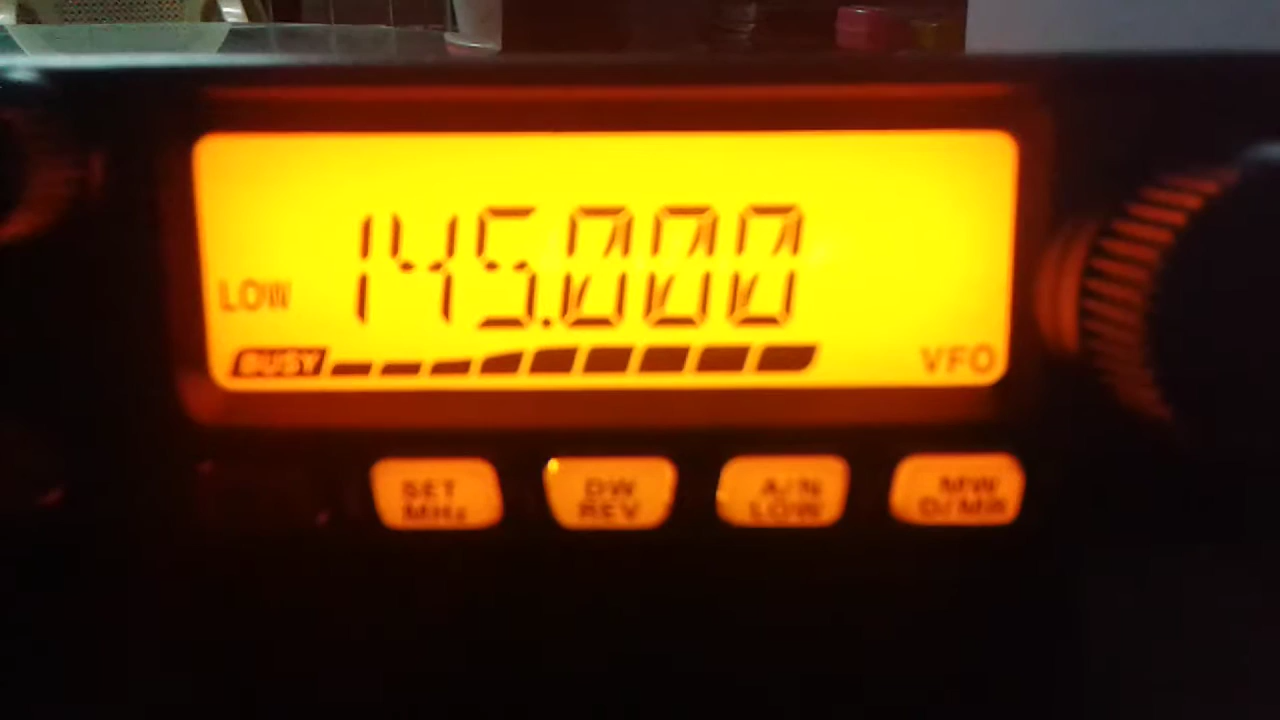 145.000
LOW
BUSY VFO
SET DW A/N MW
MHz REV LOW D/MR